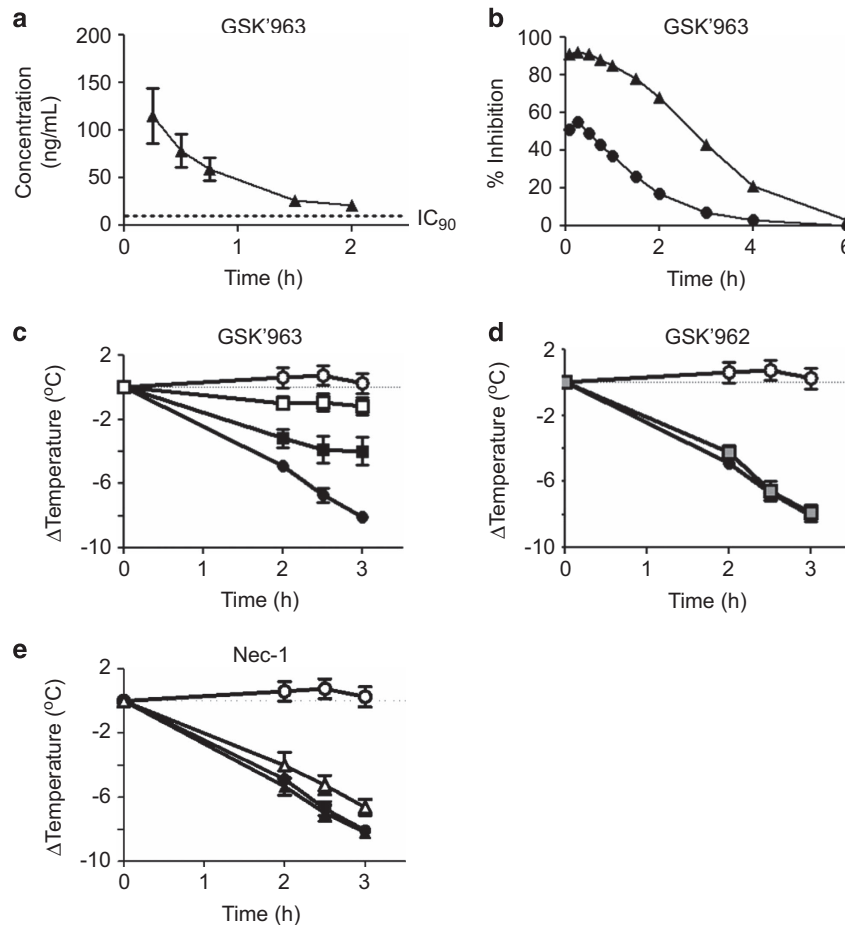 a
GSK'963
200
150
100
50
0
Concentration
(ng/mL)
IC90
1
2
Time (h)
b
GSK'963
100
80
60
40
20
0
% Inhibition
0
2
4
6
Time (h)
c
GSK'963
2
-2
-6
-10
ΔTemperature (°C)
0
1
2
3
Time (h)
d
GSK'962
2
-2
-6
-10
ΔTemperature (°C)
0
1
2
3
Time (h)
e
Nec-1
2
-2
-6
-10
ΔTemperature (°C)
0
1
2
3
Time (h)